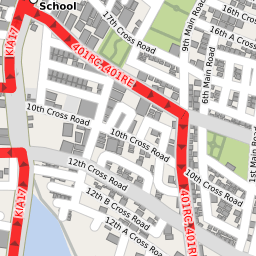 School
17th Cross Road
16th A Cross
9th Main Road
6th Main Road
KIA17
401RC;401RE
10th Cross Road
10th Cross Road
10th Cross Road
12th Cross Road
12th Cross Road
12th B Cross Road
12th A Cross Road
1st Main Road
KIA17
401RC;401RE